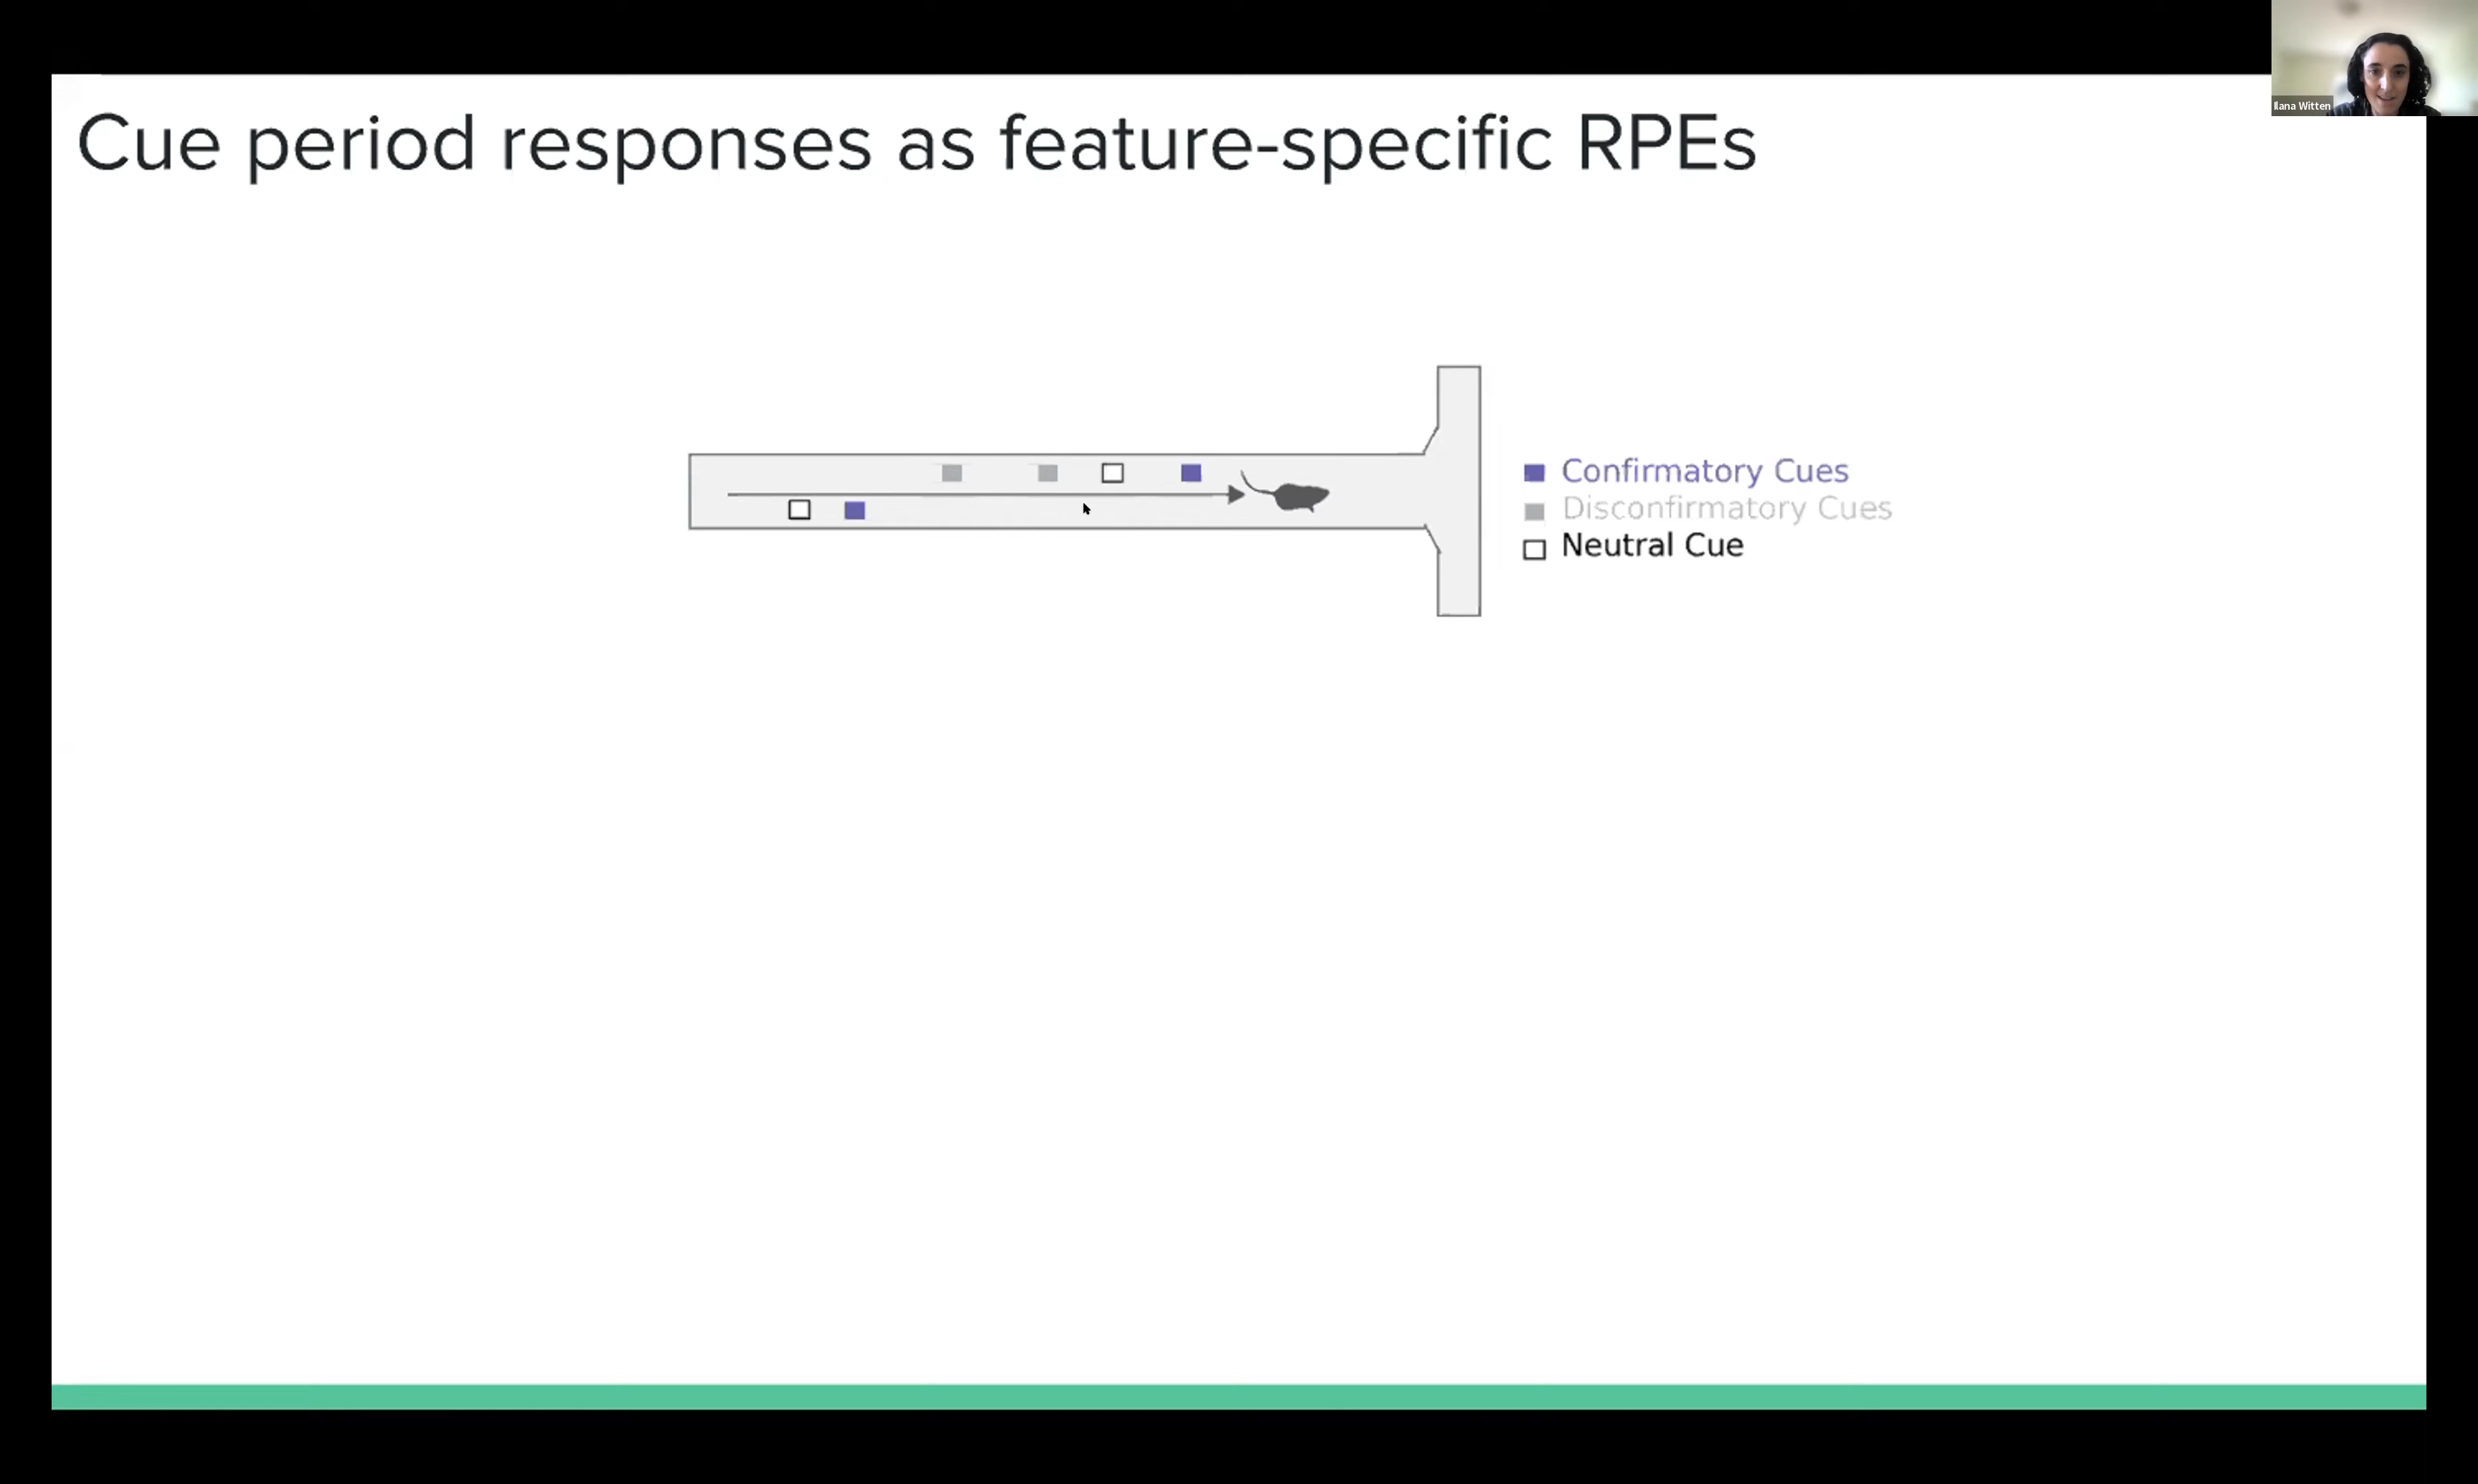 Ilana Witten
Cue period responses as feature-specific RPEs
Confirmatory Cues
Disconfirmatory Cues
Neutral Cue